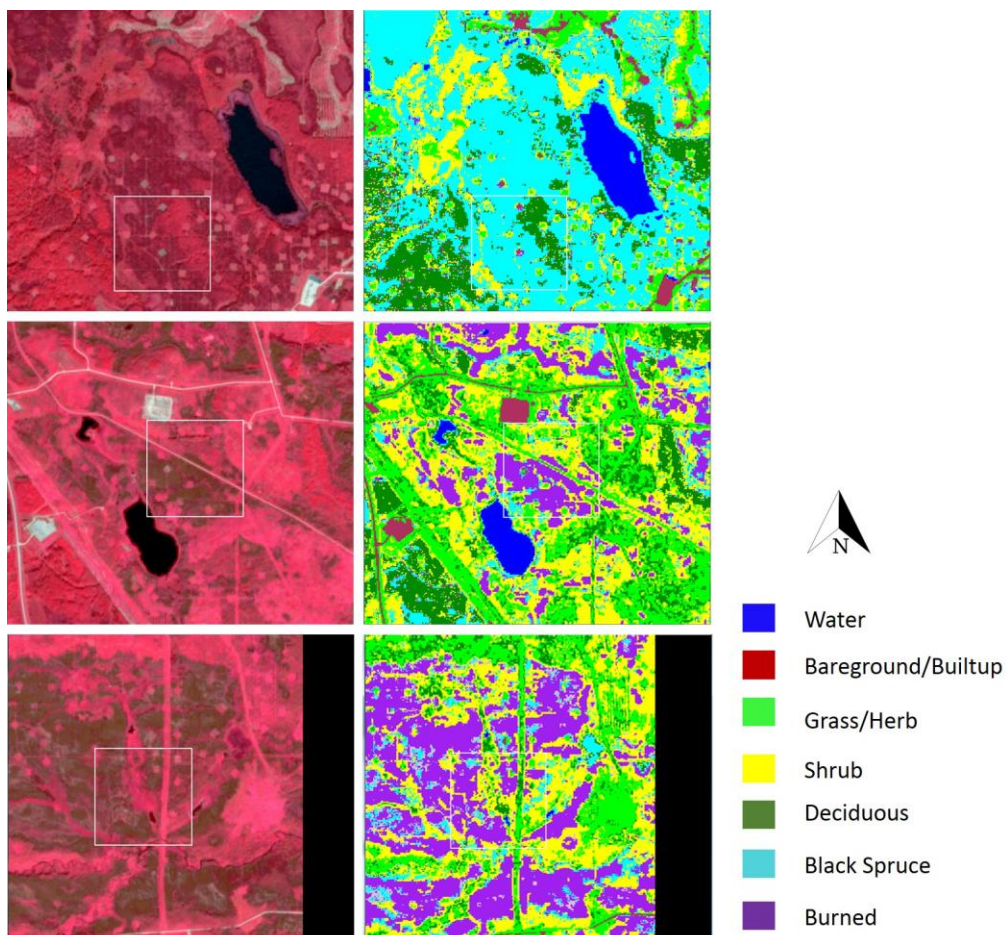 N
Water
Bareground/Builtup
Grass/Herb
Shrub
Deciduous
Black Spruce
Burned